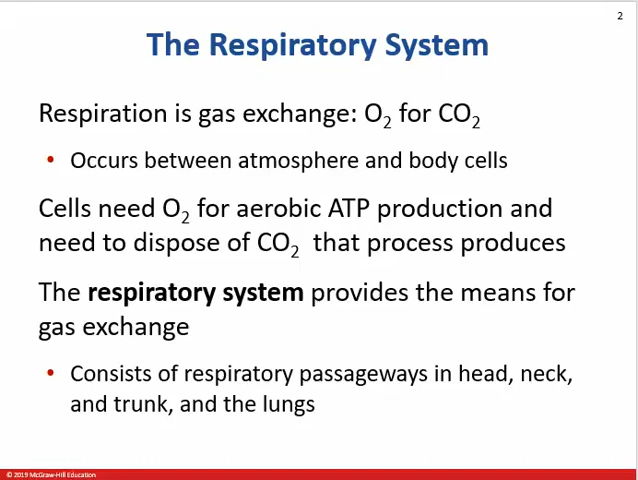 2
The Respiratory System
Respiration is gas exchange: O₂ for CO₂
• Occurs between atmosphere and body cells
Cells need O₂ for aerobic ATP production and
need to dispose of CO₂ that process produces
The respiratory system provides the means for
gas exchange
• Consists of respiratory passageways in head, neck,
and trunk, and the lungs
© 2019 McGraw-Hill Education